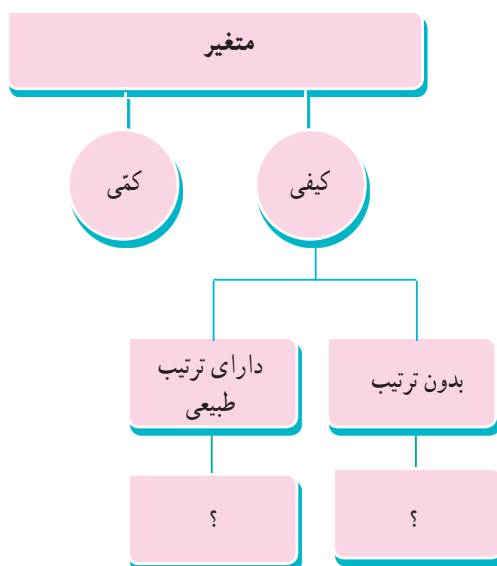 متغیر
کیفی
کمّی
بدون ترتیب
دارای ترتیب
طبیعی
؟
؟